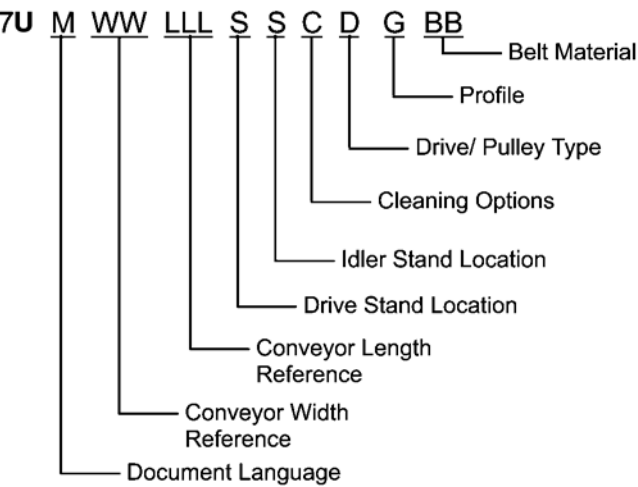 7U M WW LLL S S C D G BB
Belt Material
Profile
Drive/ Pulley Type
Cleaning Options
Idler Stand Location
Drive Stand Location
Conveyor Length
Reference
Conveyor Width
Reference
Document Language